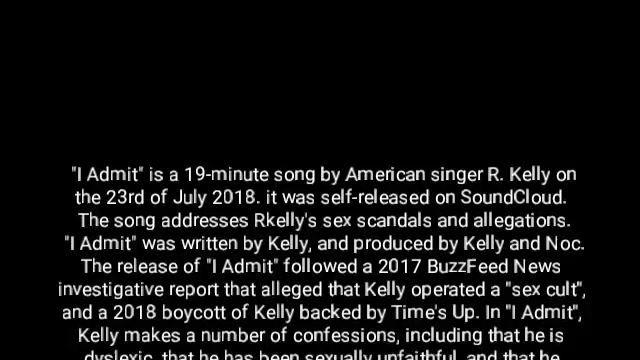 "I Admit" is a 19-minute song by American singer R. Kelly on
the 23rd of July 2018. it was self-released on SoundCloud.
The song addresses Rkelly's sex scandals and allegations.
"I Admit" was written by Kelly, and produced by Kelly and Noc.
The release of "I Admit" followed a 2017 BuzzFeed News
investigative report that alleged that Kelly operated a "sex cult",
and a 2018 boycott of Kelly backed by Time's Up. In "I Admit",
Kelly makes a number of confessions, including that he is
dyslexic, that he has been sexually unfaithful, and that he